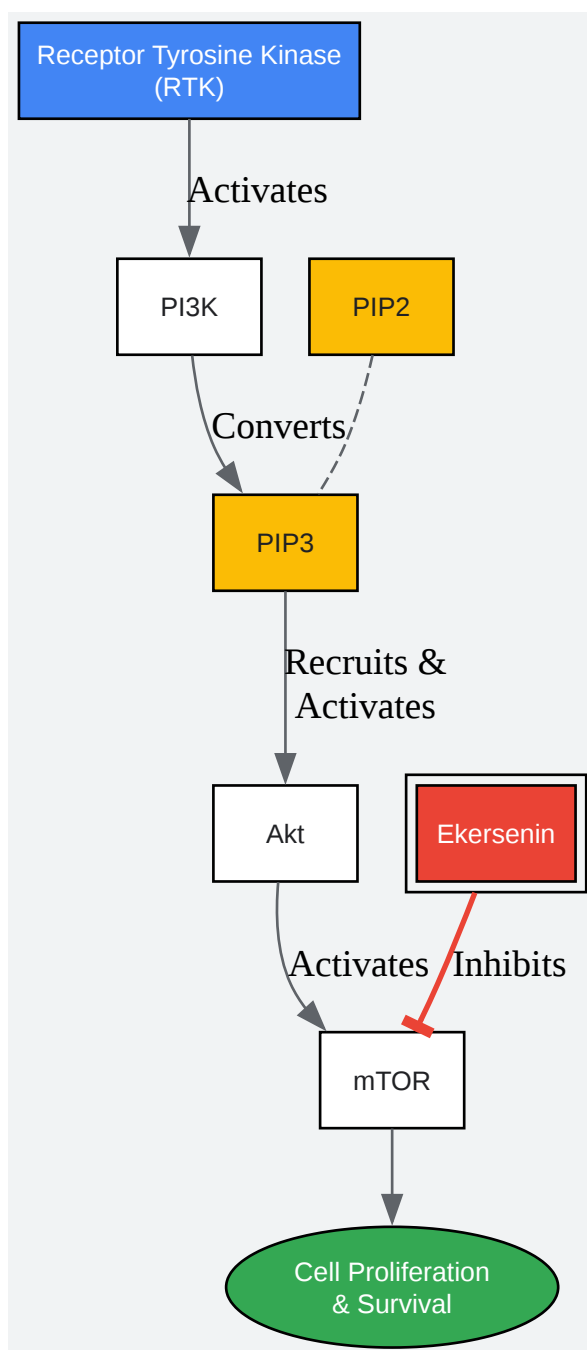 Receptor Tyrosine Kinase
(RTK)
Activates
PI3K
PIP2
Converts
PIP3
Recruits &
Activates
Akt
Ekersenin
Activates
Inhibits
mTOR
Cell Proliferation
& Survival